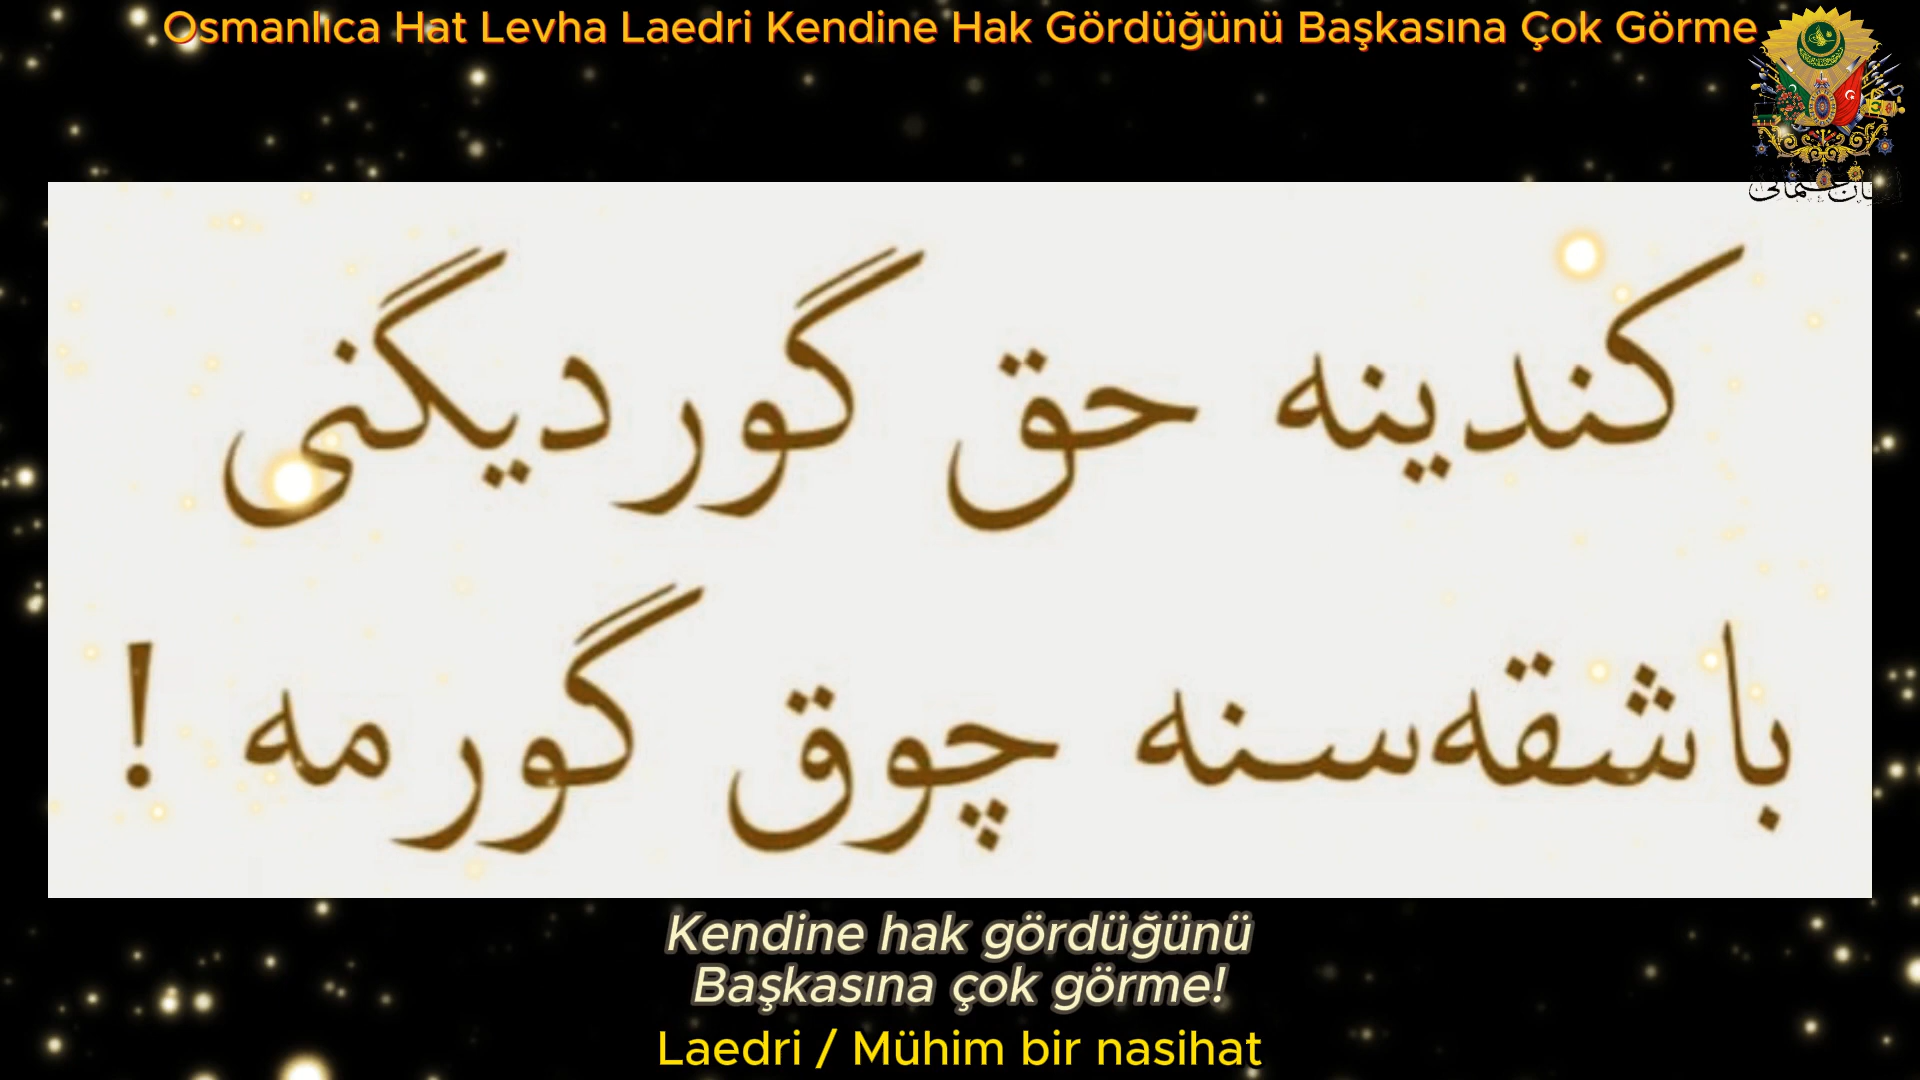 Osmanlıca Hat Levha Laedri Kendine Hak Gördüğünü Başkasına Çok Görme
كندينه حق گورديگنى
باشقه‌سنه چوق گورمه !
Kendine hak gördüğünü
Başkasına çok görme!
Laedri / Mühim bir nasihat